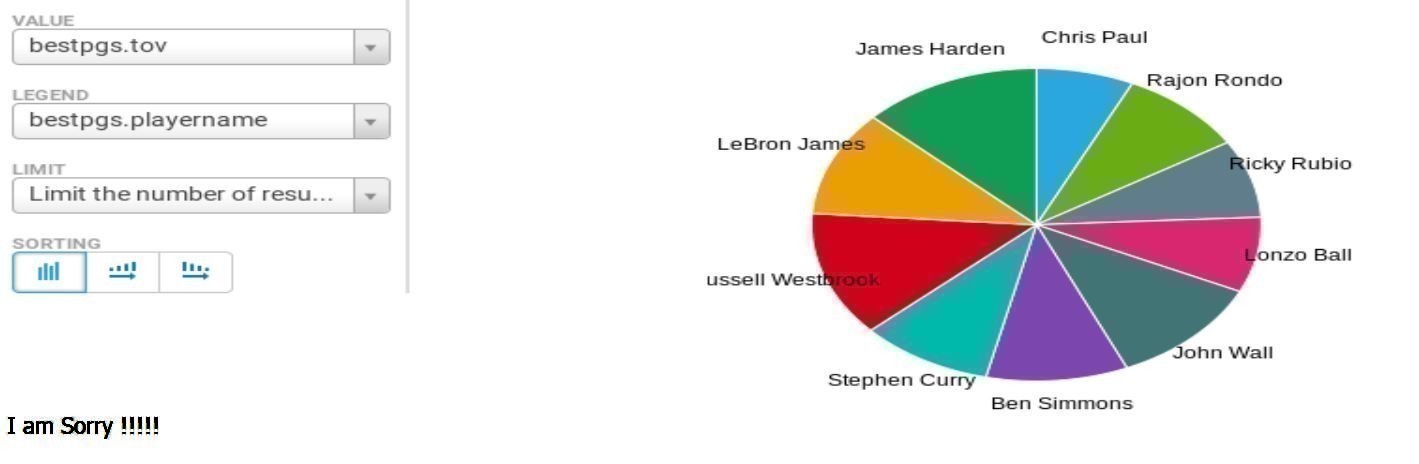 VALUE
bestpgs.tov
LEGEND
bestpgs.playername
LIMIT
Limit the number of resu...
SORTING
James Harden
Chris Paul
Rajon Rondo
LeBron James
Ricky Rubio
Lonzo Ball
ussell Westbrook
John Wall
Stephen Curry
Ben Simmons
I am Sorry !!!!!